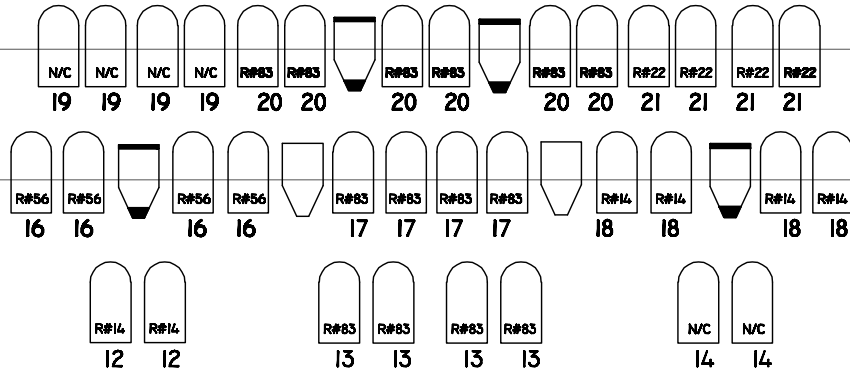 N/C N/C N/C N/C R#83 R#83 R#83 R#83 R#83 R#83 R#22 R#22 R#22 R#22
19 19 19 19 20 20 20 20 20 20 21 21 21 21
R#56 R#56 R#56 R#56 R#83 R#83 R#83 R#83 R#14 R#14 R#14 R#14
16 16 16 16 17 17 17 17 18 18 18 18
R#14 R#14 R#83 R#83 R#83 R#83 N/C N/C
12 12 13 13 13 13 14 14